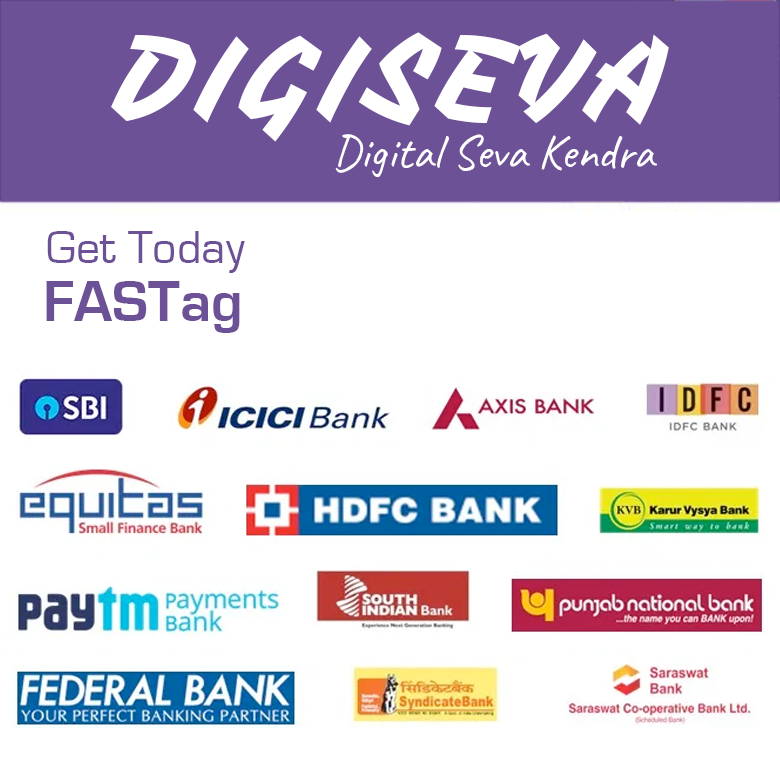 DIGISEVA
Digital Seva Kendra
Get Today
FASTag
SBI
ICICI Bank
AXIS BANK
IDFC
IDFC BANK
equitas
Small Finance Bank
HDFC BANK
KVB
Karur Vysya Bank
Smart way to bank
paytm
Payments
Bank
SOUTH
INDIAN Bank
Experience Next Generation Banking
punjab national bank
...the name you can BANK upon!
FEDERAL BANK
YOUR PERFECT BANKING PARTNER
सिंडिकेटबैंक
SyndicateBank
Saraswat
Bank
Saraswat Co-operative Bank Ltd.
(Scheduled Bank)